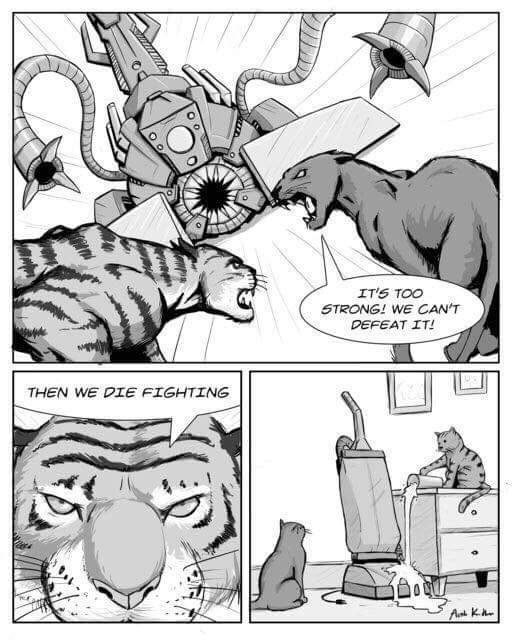 IT'S TOO
STRONG! WE CAN'T
DEFEAT IT!
THEN WE DIE FIGHTING